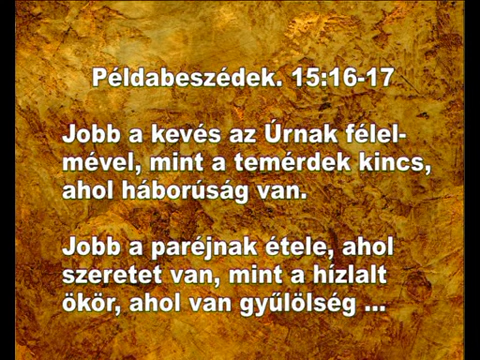 Példabeszédek. 15:16-17
Jobb a kevés az Úrnak félel-
mével, mint a temérdek kincs,
ahol háborúság van.
Jobb a paréjnak étele, ahol
szeretet van, mint a hízlalt
ökör, ahol van gyűlölség ...